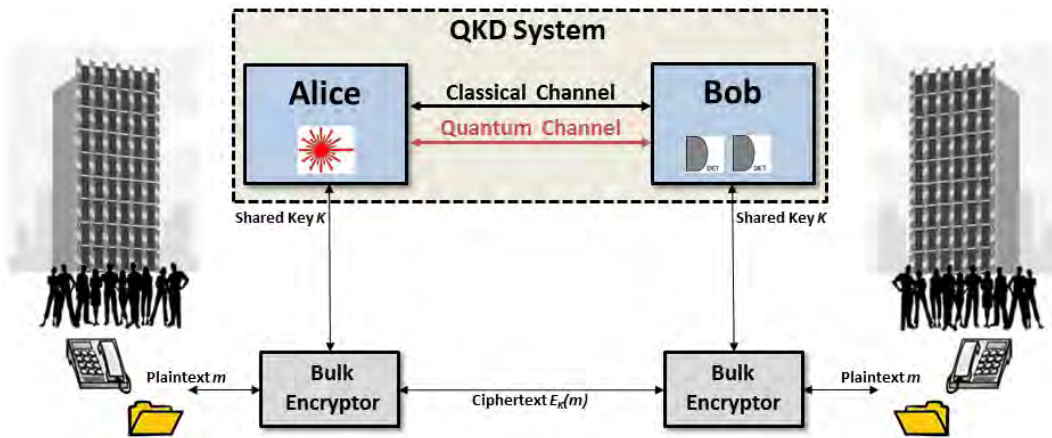 QKD System
Alice
Classical Channel
Bob
Quantum Channel
DET DET
Shared Key K
Shared Key K
Bulk
Encryptor
Bulk
Encryptor
Plaintext m
Ciphertext E_K(m)
Plaintext m